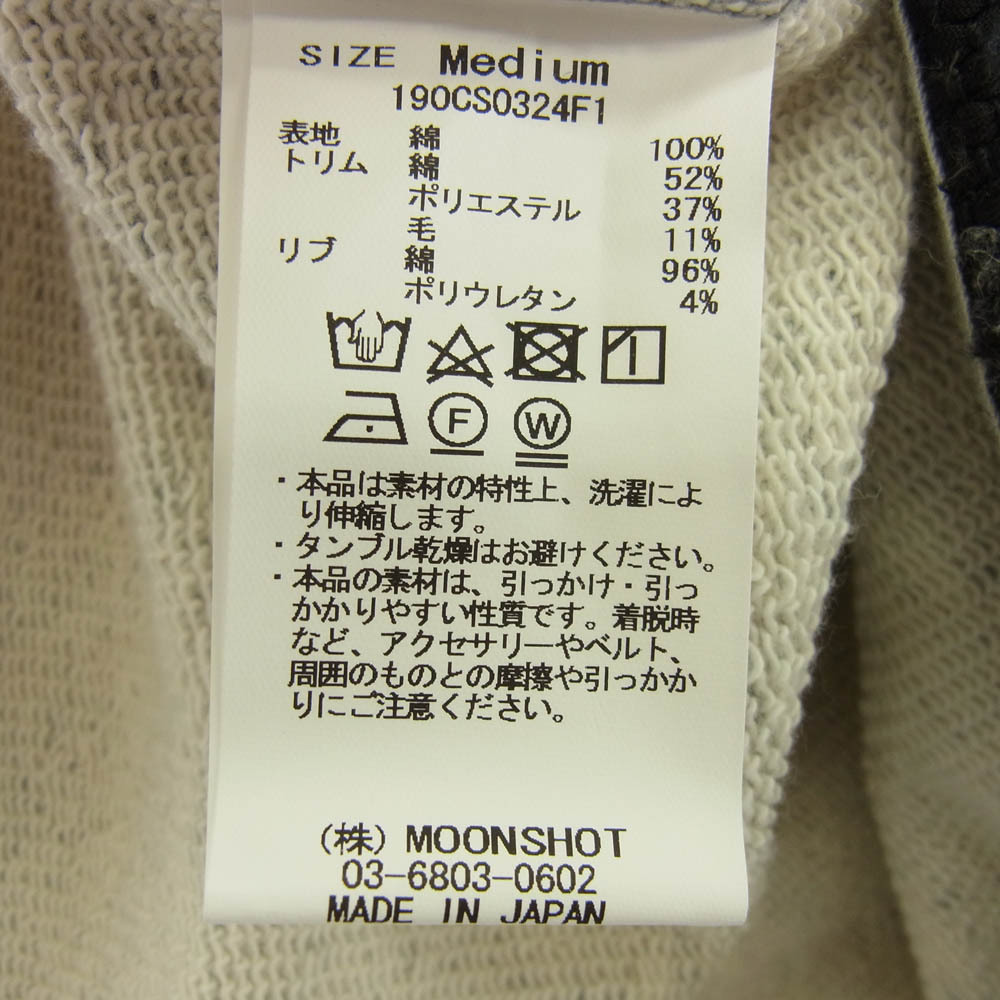 SIZE Medium
190CS0324F1
表地 綿 100%
トリム 綿 52%
ポリエステル 37%
毛 11%
リブ 綿 96%
ポリウレタン 4%
F W
・本品は素材の特性上、洗濯によ
り伸縮します。
・タンブル乾燥はお避けください。
・本品の素材は、引っかけ・引っ
かかりやすい性質です。着脱時
など、アクセサリーやベルト、
周囲のものとの摩擦や引っかか
りにご注意ください。
(株) MOONSHOT
03-6803-0602
MADE IN JAPAN